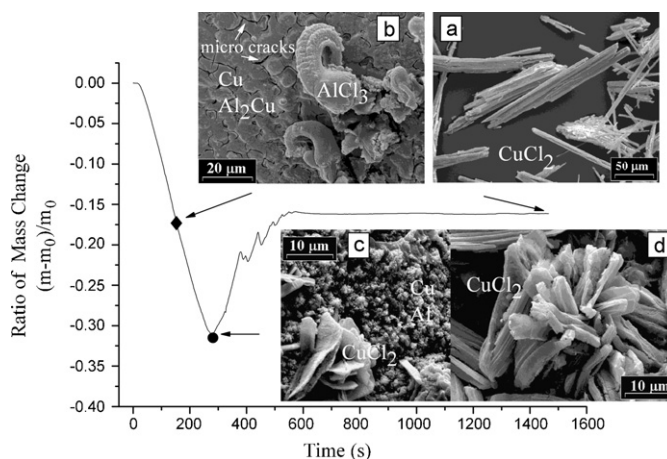 b
a
micro cracks
Cu
Al2Cu
AlCl3
20 µm
CuCl2
50 µm
0.00
-0.05
-0.10
-0.15
-0.20
-0.25
-0.30
-0.35
-0.40
Ratio of Mass Change
(m-m0)/m0
10 µm
c
Cu
Al
CuCl2
CuCl2
d
10 µm
0
200
400
600
800
1000
1200
1400
1600
Time (s)